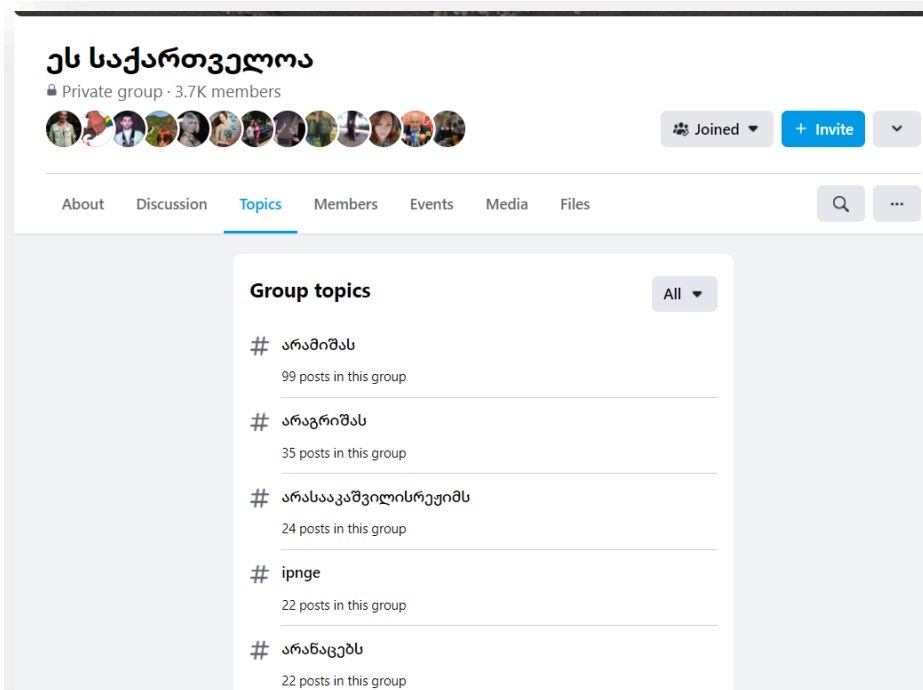 ეს საქართველოა
Private group · 3.7K members
Joined
+ Invite
About Discussion Topics Members Events Media Files
Group topics
All
# არამიშას
99 posts in this group
# არაგრიშას
35 posts in this group
# არასააკაშვილისრეჟიმს
24 posts in this group
# ipnge
22 posts in this group
# არანაცებს
22 posts in this group